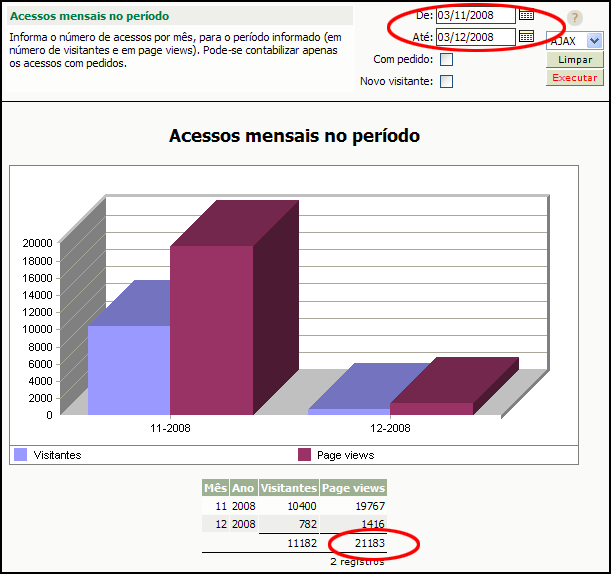 Acessos mensais no período
Informa o número de acessos por mês, para o período informado (em
número de visitantes e em page views). Pode-se contabilizar apenas
os acessos com pedidos.
De: 03/11/2008
?
Até: 03/12/2008
AJAX
Com pedido:
Limpar
Novo visitante:
Executar
Acessos mensais no período
20000
18000
16000
14000
12000
10000
8000
6000
4000
2000
0
11-2008 12-2008
Visitantes Page views
Mês Ano Visitantes Page views
11 2008 10400 19767
12 2008 782 1416
11182 21183
2 registros